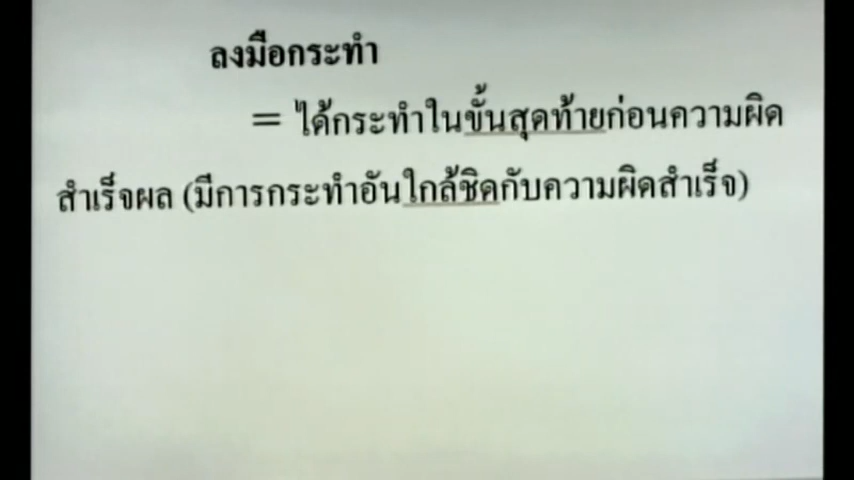 ลงมือกระทำ
= ได้กระทำในขั้นสุดท้ายก่อนความผิด
สำเร็จผล (มีการกระทำอันใกล้ชิดกับความผิดสำเร็จ)